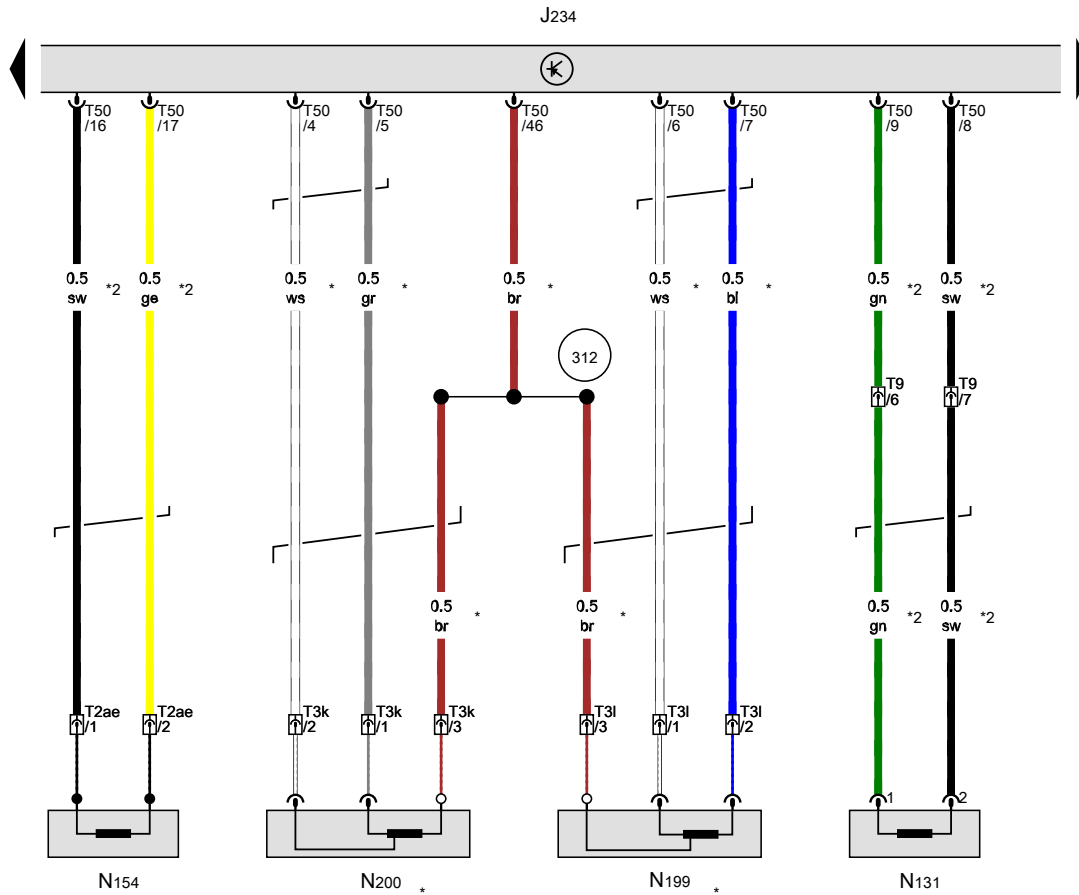 J234
T50 T50 T50 T50 T50 T50 T50 T50 T50
/16 /17 /4 /5 /46 /6 /7 /9 /8
0.5 0.5 0.5 0.5 0.5 0.5 0.5 0.5 0.5
sw *2 ge *2 ws * gr * br * ws * bl * gn *2 sw *2
312
T9 T9
/6 /7
0.5 0.5 0.5 0.5
br * br * gn *2 sw *2
T2ae T2ae T3k T3k T3k T3l T3l T3l
/1 /2 /2 /1 /3 /3 /1 /2
1 2
N154 N200 * N199 * N131